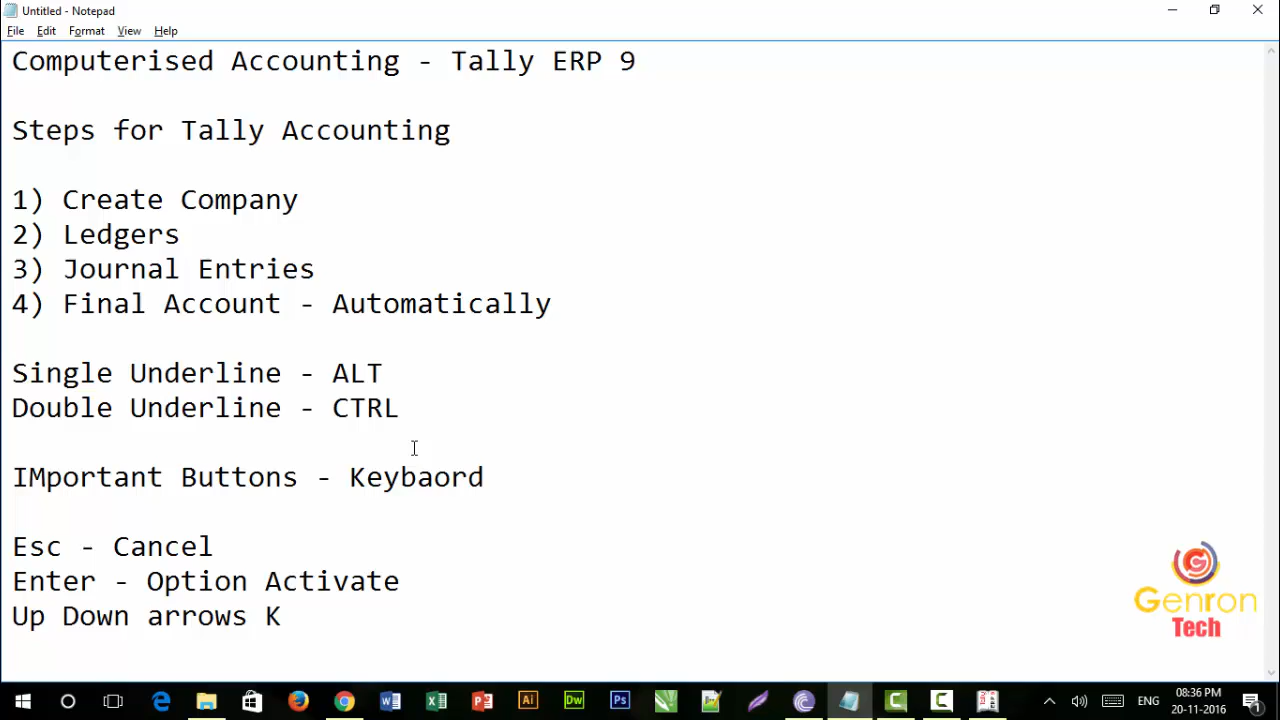 Untitled - Notepad
File Edit Format View Help
Computerised Accounting - Tally ERP 9
Steps for Tally Accounting
1) Create Company
2) Ledgers
3) Journal Entries
4) Final Account - Automatically
Single Underline - ALT
Double Underline - CTRL
IMportant Buttons - Keybaord
Esc - Cancel
Enter - Option Activate
Up Down arrows K
Genron
Tech
ENG
08:36 PM
20-11-2016